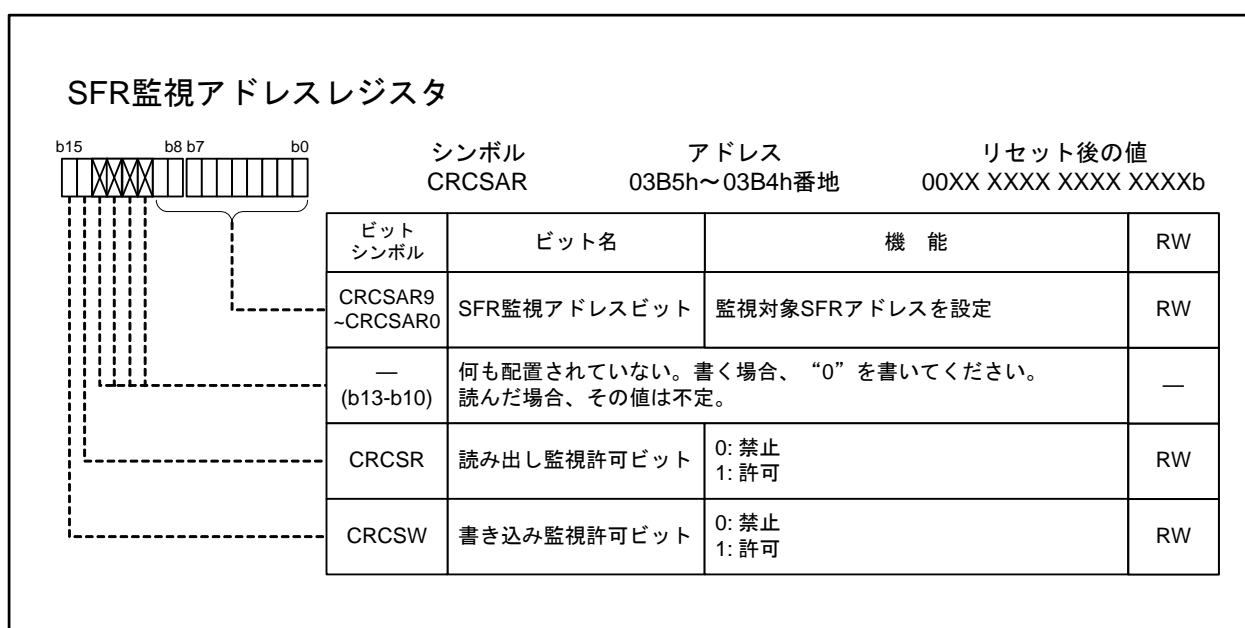 SFR監視アドレスレジスタ
b15 b8 b7 b0
シンボル アドレス リセット後の値
CRCSAR 03B5h～03B4h番地 00XX XXXX XXXX XXXXb
ビット
シンボル ビット名 機 能 RW
CRCSAR9
~CRCSAR0 SFR監視アドレスビット 監視対象SFRアドレスを設定 RW
—
(b13-b10) 何も配置されていない。書く場合、“0”を書いてください。
読んだ場合、その値は不定。 —
CRCSR 読み出し監視許可ビット 0: 禁止
1: 許可 RW
CRCSW 書き込み監視許可ビット 0: 禁止
1: 許可 RW